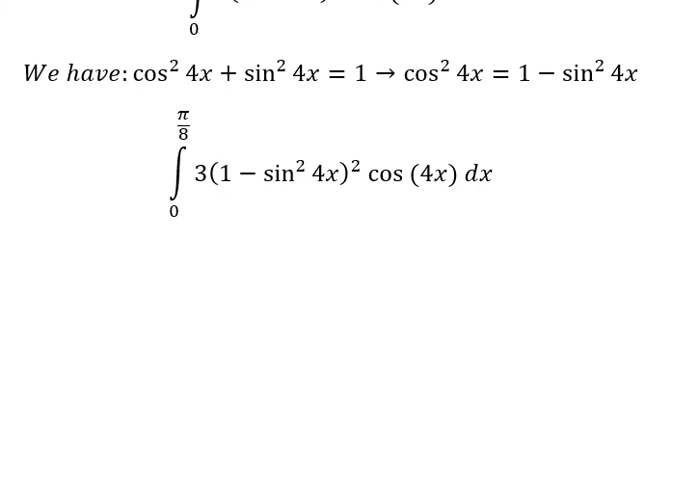 0
We have: cos² 4x + sin² 4x = 1 → cos² 4x = 1 − sin² 4x
π
8
∫ 3(1 − sin² 4x)² cos (4x) dx
0